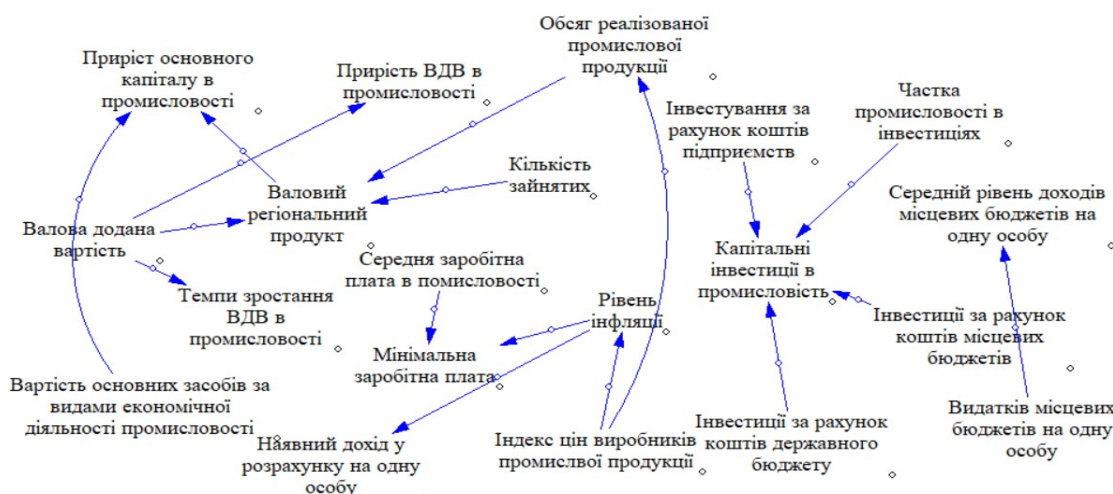 Обсяг реалізованої
промислової
продукції
Приріст основного
капіталу в
промисловості
Прирість ВДВ в
промисловості
Інвестування за
рахунок коштів
підприємств
Частка
промисловості в
інвестиціях
Кількість
зайнятих
Валовий
регіональний
продукт
Середній рівень доходів
місцевих бюджетів на
одну особу
Валова додана
вартість
Капітальні
інвестиції в
промисловість
Середня заробітна
плата в помисловості
Темпи зростання
ВДВ в
промисловості
Рівень
інфляції
Інвестиції за рахунок
коштів місцевих
бюджетів
Мінімальна
заробітна плата
Вартість основних засобів за
видами економічної
діяльності промисловості
Наявний дохід у
розрахунку на одну
особу
Індекс цін виробників
промислвої продукції
Інвестиції за рахунок
коштів державного
бюджету
Видатків місцевих
бюджетів на одну
особу